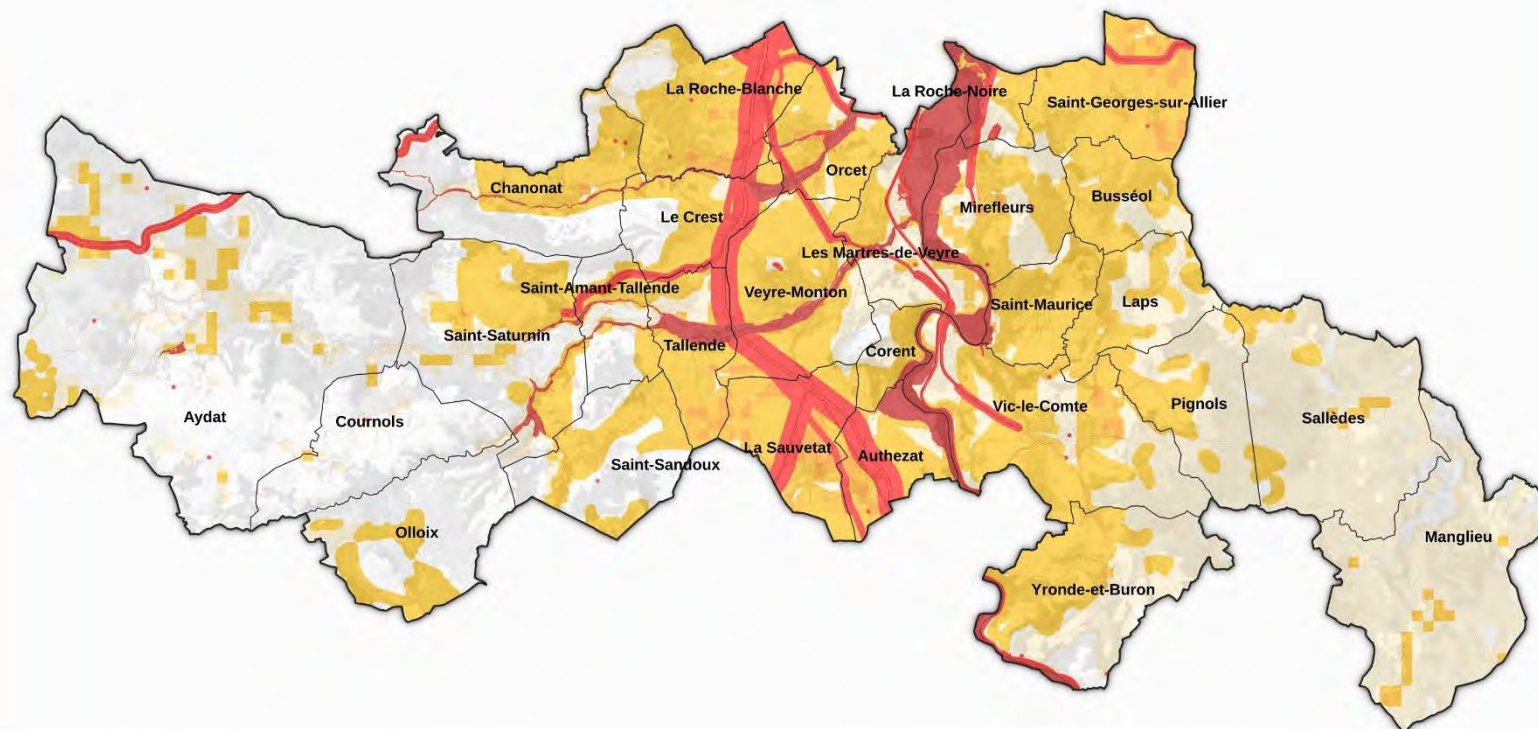 La Roche-Blanche
La Roche-Noire
Saint-Georges-sur-Allier
Chanonat
Orcet
Busséol
Mirefleurs
Le Crest
Les Martres-de-Veyre
Saint-Amant-Tallende
Veyre-Monton
Saint-Maurice
Laps
Saint-Saturnin
Tallende
Corent
Aydat
Cournols
Vic-le-Comte
Pignols
Sallèdes
La Sauvetat
Authezat
Saint-Sandoux
Olloix
Manglieu
Yronde-et-Buron